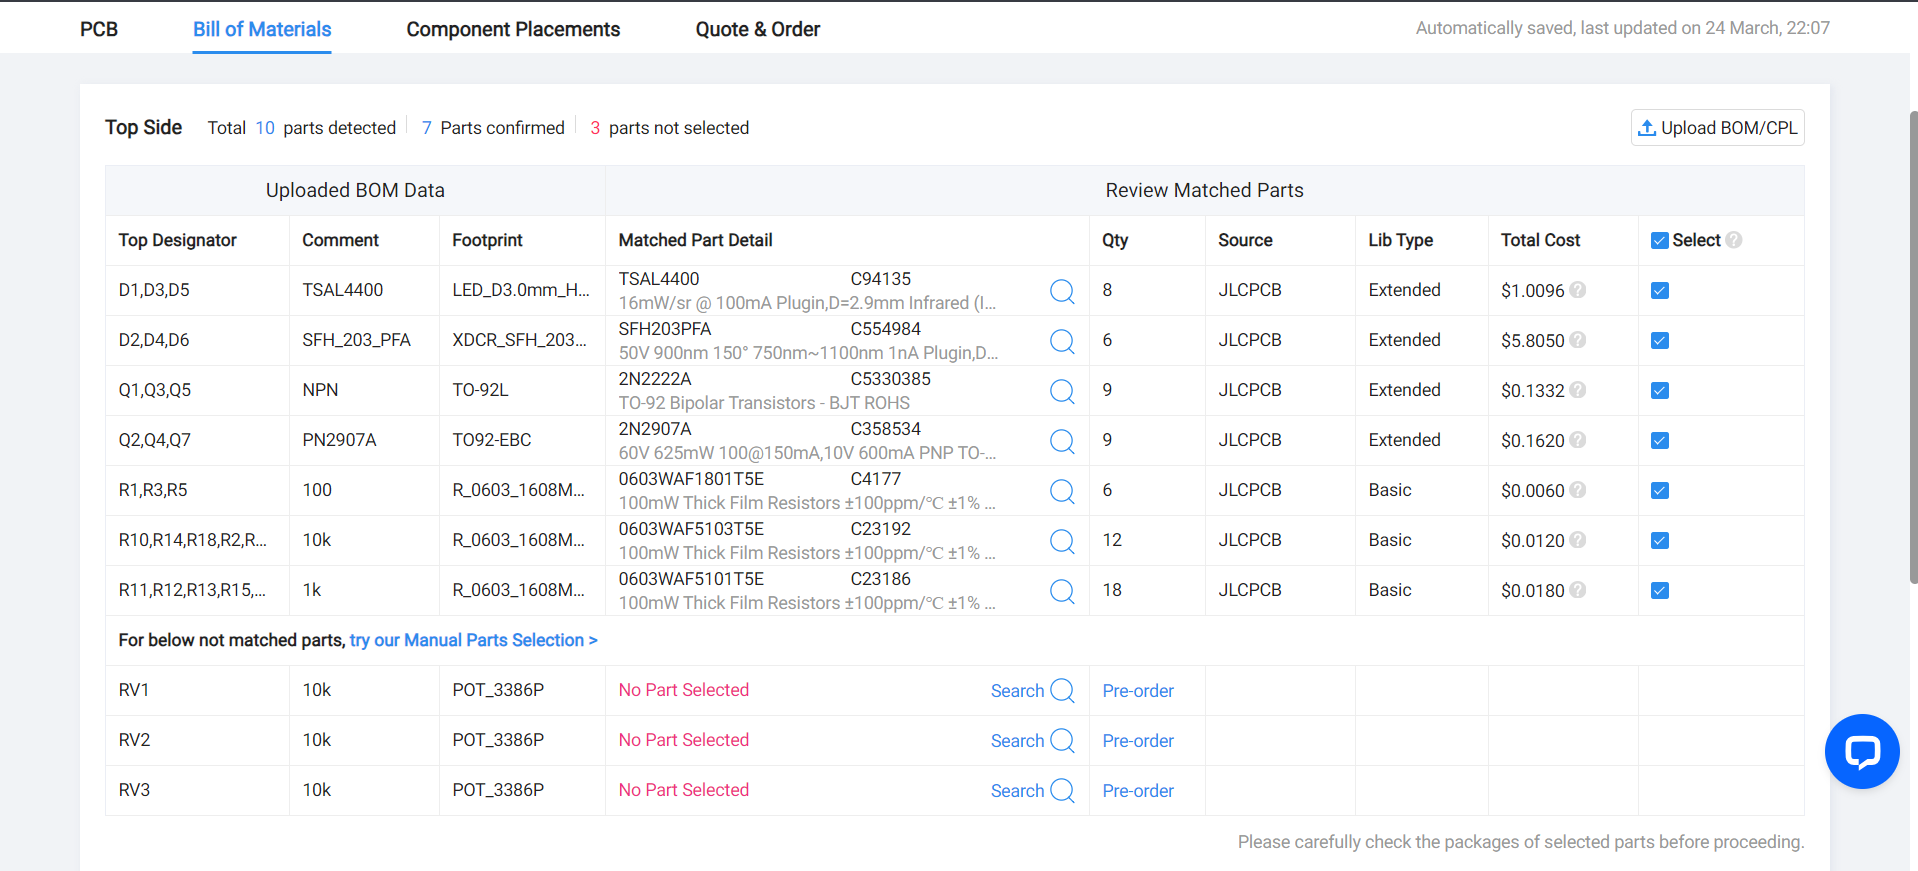 PCB Bill of Materials Component Placements Quote & Order Automatically saved, last updated on 24 March, 22:07
Top Side Total 10 parts detected 7 Parts confirmed 3 parts not selected Upload BOM/CPL
Uploaded BOM Data Review Matched Parts
Top Designator Comment Footprint Matched Part Detail Qty Source Lib Type Total Cost Select ?
D1,D3,D5 TSAL4400 LED_D3.0mm_H... TSAL4400 C94135 8 JLCPCB Extended $1.0096 ?
16mW/sr @ 100mA Plugin,D=2.9mm Infrared (I...
D2,D4,D6 SFH_203_PFA XDCR_SFH_203... SFH203PFA C554984 6 JLCPCB Extended $5.8050 ?
50V 900nm 150° 750nm~1100nm 1nA Plugin,D...
Q1,Q3,Q5 NPN TO-92L 2N2222A C5330385 9 JLCPCB Extended $0.1332 ?
TO-92 Bipolar Transistors - BJT ROHS
Q2,Q4,Q7 PN2907A TO92-EBC 2N2907A C358534 9 JLCPCB Extended $0.1620 ?
60V 625mW 100@150mA,10V 600mA PNP TO-...
R1,R3,R5 100 R_0603_1608M... 0603WAF1801T5E C4177 6 JLCPCB Basic $0.0060 ?
100mW Thick Film Resistors ±100ppm/℃ ±1% ...
R10,R14,R18,R2,R... 10k R_0603_1608M... 0603WAF5103T5E C23192 12 JLCPCB Basic $0.0120 ?
100mW Thick Film Resistors ±100ppm/℃ ±1% ...
R11,R12,R13,R15,... 1k R_0603_1608M... 0603WAF5101T5E C23186 18 JLCPCB Basic $0.0180 ?
100mW Thick Film Resistors ±100ppm/℃ ±1% ...
For below not matched parts, try our Manual Parts Selection >
RV1 10k POT_3386P No Part Selected Search Pre-order
RV2 10k POT_3386P No Part Selected Search Pre-order
RV3 10k POT_3386P No Part Selected Search Pre-order
Please carefully check the packages of selected parts before proceeding.